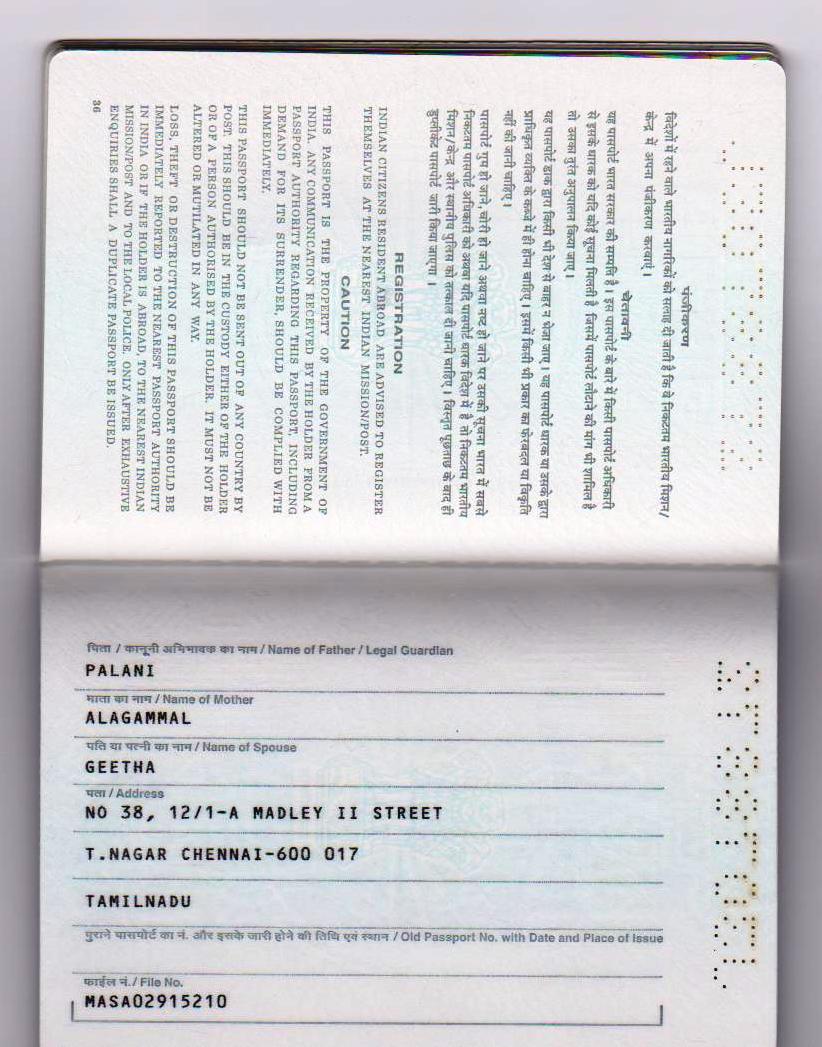 पंजीकरण
विदेशों में रहने वाले भारतीय नागरिकों को सलाह दी जाती है कि वे निकटतम भारतीय मिशन/
केन्द्र में अपना पंजीकरण करवाएं।
चेतावनी
यह पासपोर्ट भारत सरकार की सम्पत्ति है। इस पासपोर्ट के बारे में किसी पासपोर्ट अधिकारी
से इसके धारक को यदि कोई सूचना मिलती है जिसमें पासपोर्ट लौटाने की मांग भी शामिल है
तो उसका तुरंत अनुपालन किया जाए।
यह पासपोर्ट डाक द्वारा किसी भी देश से बाहर न भेजा जाए। यह पासपोर्ट धारक या उसके द्वारा
प्राधिकृत व्यक्ति के कब्जे में ही होना चाहिए। इसमें किसी भी प्रकार का फेरबदल या विकृति
नहीं की जानी चाहिए।
पासपोर्ट गुम हो जाने, चोरी हो जाने अथवा नष्ट हो जाने पर उसकी सूचना भारत में सबसे
निकटतम पासपोर्ट अधिकारी को अथवा यदि पासपोर्ट धारक विदेश में है तो निकटतम भारतीय
मिशन/केन्द्र और स्थानीय पुलिस को तत्काल दी जानी चाहिए। विस्तृत पूछताछ के बाद ही
डुप्लीकेट पासपोर्ट जारी किया जाएगा।
REGISTRATION
INDIAN CITIZENS RESIDENT ABROAD ARE ADVISED TO REGISTER
THEMSELVES AT THE NEAREST INDIAN MISSION/POST.
CAUTION
THIS PASSPORT IS THE PROPERTY OF THE GOVERNMENT OF
INDIA. ANY COMMUNICATION RECEIVED BY THE HOLDER FROM A
PASSPORT AUTHORITY REGARDING THIS PASSPORT, INCLUDING
DEMAND FOR ITS SURRENDER, SHOULD BE COMPLIED WITH
IMMEDIATELY.
THIS PASSPORT SHOULD NOT BE SENT OUT OF ANY COUNTRY BY
POST. THIS SHOULD BE IN THE CUSTODY EITHER OF THE HOLDER
OR OF A PERSON AUTHORISED BY THE HOLDER. IT MUST NOT BE
ALTERED OR MUTILATED IN ANY WAY.
LOSS, THEFT OR DESTRUCTION OF THIS PASSPORT SHOULD BE
IMMEDIATELY REPORTED TO THE NEAREST PASSPORT AUTHORITY
IN INDIA OR IF THE HOLDER IS ABROAD, TO THE NEAREST INDIAN
MISSION/POST AND TO THE LOCAL POLICE. ONLY AFTER EXHAUSTIVE
ENQUIRIES SHALL A DUPLICATE PASSPORT BE ISSUED.
36
पिता / कानूनी अभिभावक का नाम / Name of Father / Legal Guardian
PALANI
माता का नाम / Name of Mother
ALAGAMMAL
पति या पत्नी का नाम / Name of Spouse
GEETHA
पता / Address
NO 38, 12/1-A MADLEY II STREET
T.NAGAR CHENNAI-600 017
TAMILNADU
पुराने पासपोर्ट का नं. और इसके जारी होने की तिथि एवं स्थान / Old Passport No. with Date and Place of Issue
फाईल नं./ File No.
MASA02915210